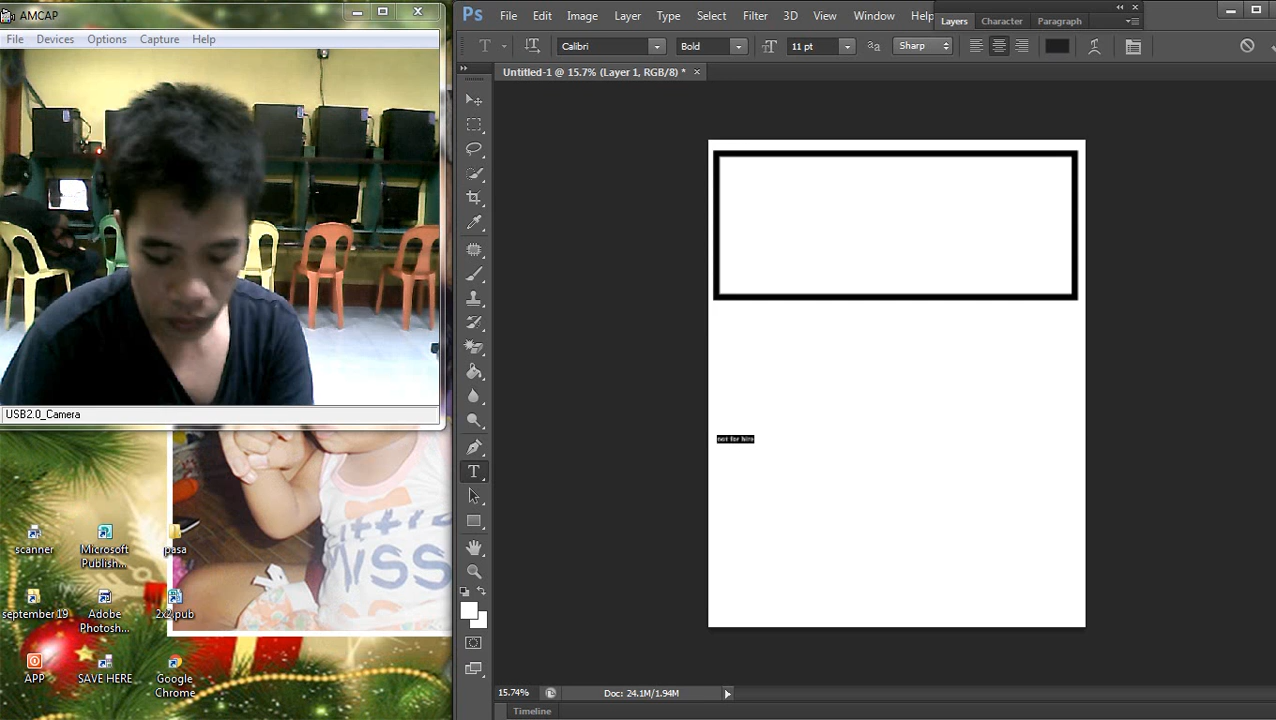 AMCAP
File Devices Options Capture Help
USB2.0_Camera
scanner
Microsoft Publish...
pasa
september 19
Adobe Photosh...
2x2.pub
APP
SAVE HERE
Google Chrome
Ps File Edit Image Layer Type Select Filter 3D View Window Help
Layers Character Paragraph
T Calibri Bold 11 pt Sharp
Untitled-1 @ 15.7% (Layer 1, RGB/8) *
not for hire
15.74% Doc: 24.1M/1.94M
Timeline